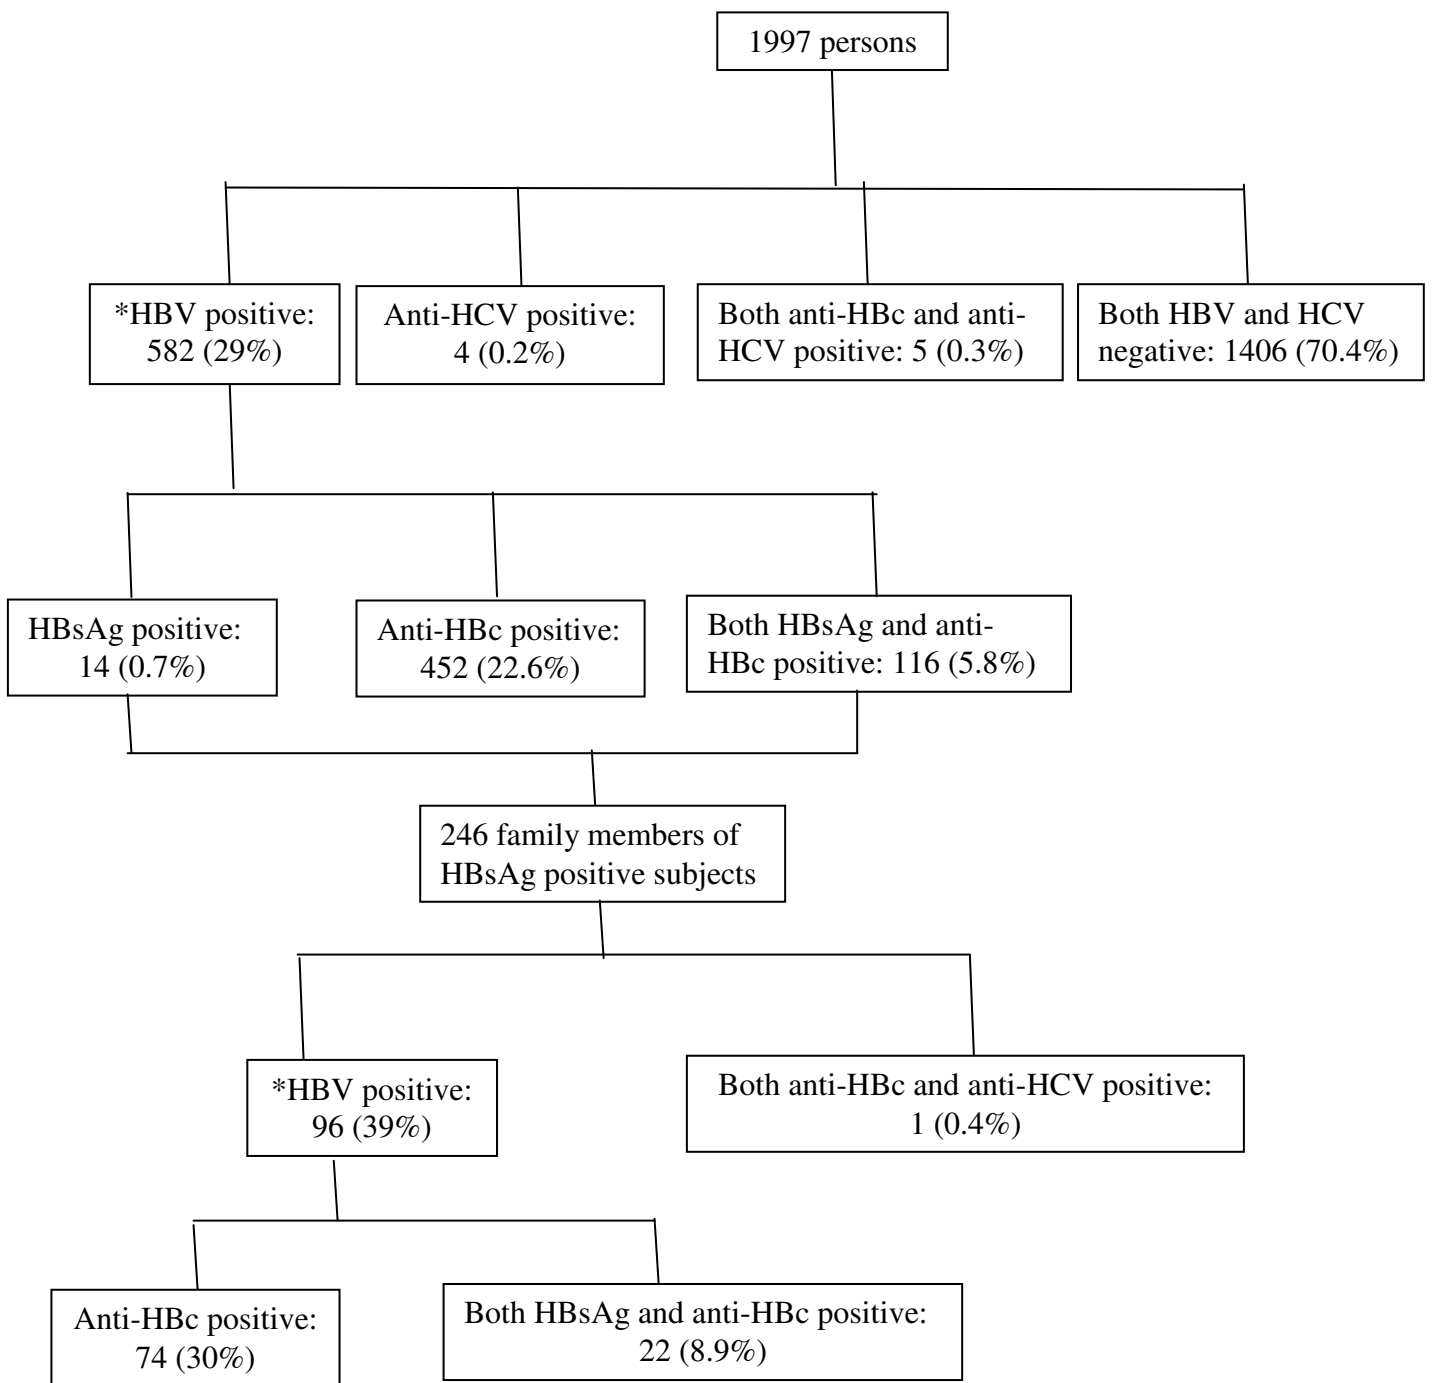 1997 persons
*HBV positive:
582 (29%)
Anti-HCV positive:
4 (0.2%)
Both anti-HBc and anti-
HCV positive: 5 (0.3%)
Both HBV and HCV
negative: 1406 (70.4%)
HBsAg positive:
14 (0.7%)
Anti-HBc positive:
452 (22.6%)
Both HBsAg and anti-
HBc positive: 116 (5.8%)
246 family members of
HBsAg positive subjects
*HBV positive:
96 (39%)
Both anti-HBc and anti-HCV positive:
1 (0.4%)
Anti-HBc positive:
74 (30%)
Both HBsAg and anti-HBc positive:
22 (8.9%)